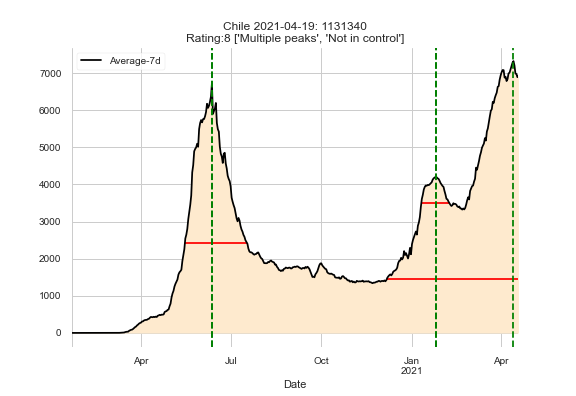 Chile 2021-04-19: 1131340
Rating:8 ['Multiple peaks', 'Not in control']
Average-7d
7000
6000
5000
4000
3000
2000
1000
0
Apr
Jul
Oct
Jan
2021
Apr
Date